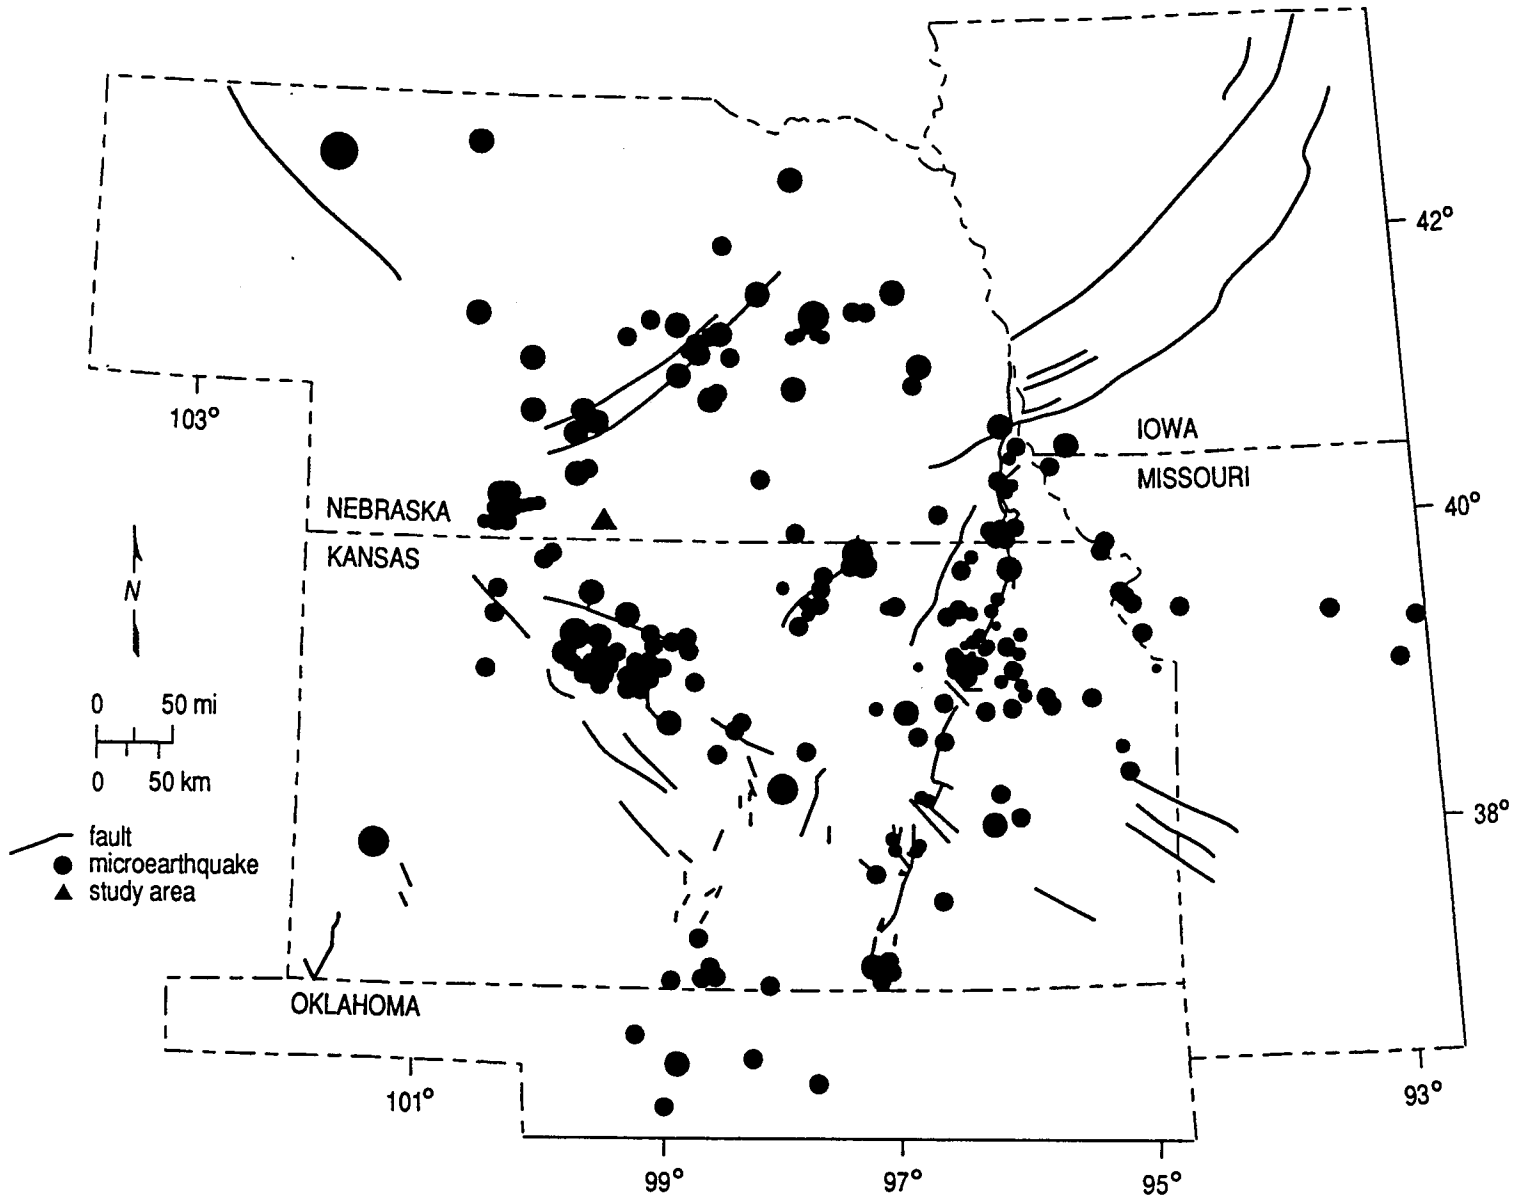 42°
103°
IOWA
MISSOURI
NEBRASKA
40°
KANSAS
N
0 50 mi
0 50 km
38°
fault
microearthquake
study area
OKLAHOMA
101°
93°
99°
97°
95°